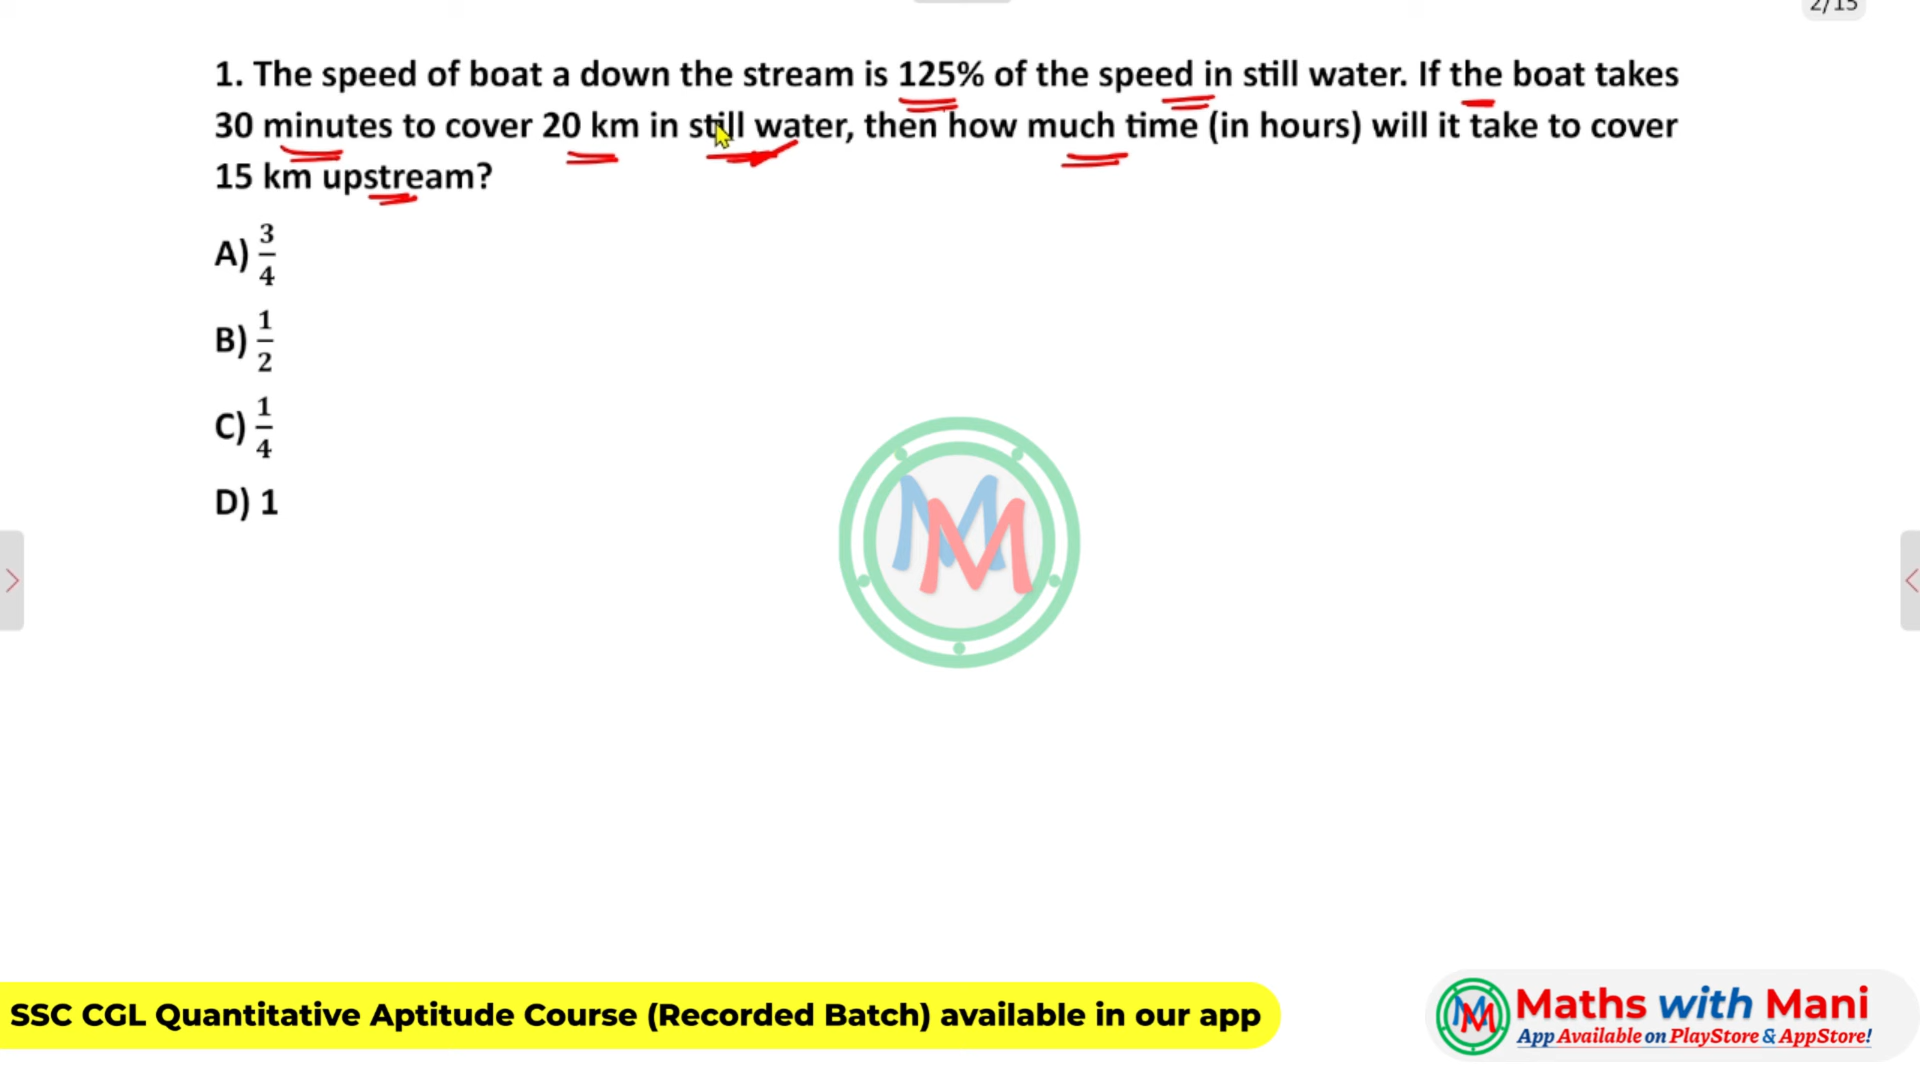 2/15
1. The speed of boat a down the stream is 125% of the speed in still water. If the boat takes
30 minutes to cover 20 km in still water, then how much time (in hours) will it take to cover
15 km upstream?
A) 3/4
B) 1/2
C) 1/4
D) 1
MM
SSC CGL Quantitative Aptitude Course (Recorded Batch) available in our app
MM
Maths with Mani
App Available on PlayStore & AppStore!